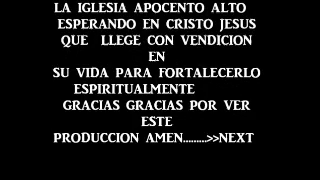 LA IGLESIA APOCENTO ALTO
ESPERANDO EN CRISTO JESUS
QUE LLEGE CON VENDICION
EN
SU VIDA PARA FORTALECERLO
ESPIRITUALMENTE
GRACIAS GRACIAS POR VER
ESTE
PRODUCCION AMEN.........>>NEXT